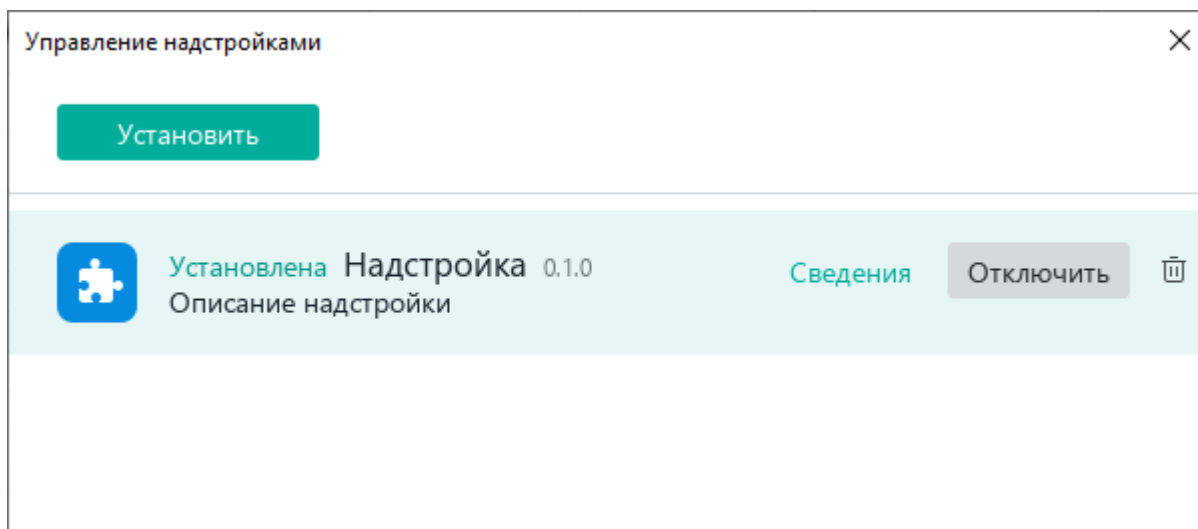 Управление надстройками
Установить
Установлена Надстройка 0.1.0 Сведения Отключить
Описание надстройки